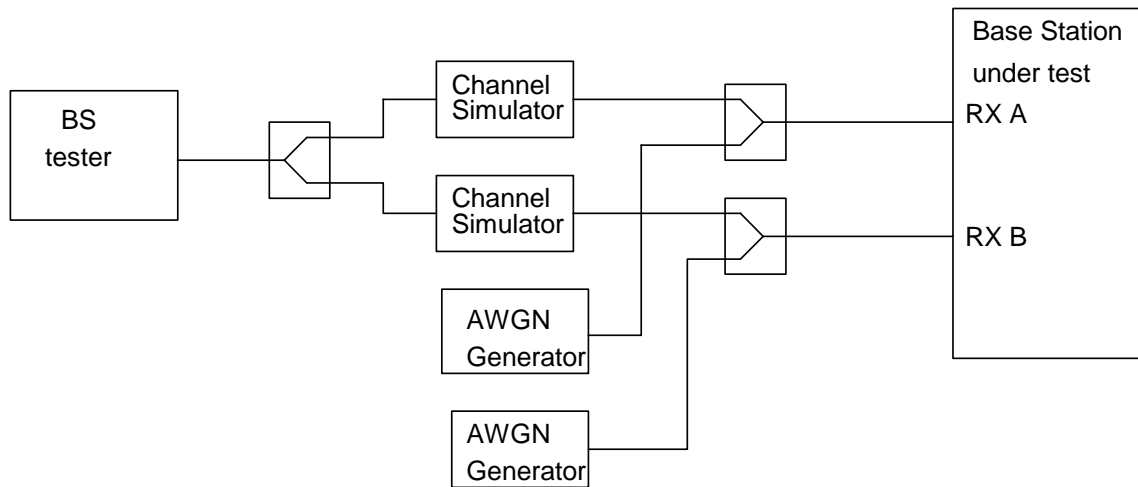 BS
tester
Channel
Simulator
Channel
Simulator
AWGN
Generator
AWGN
Generator
Base Station
under test
RX A
RX B